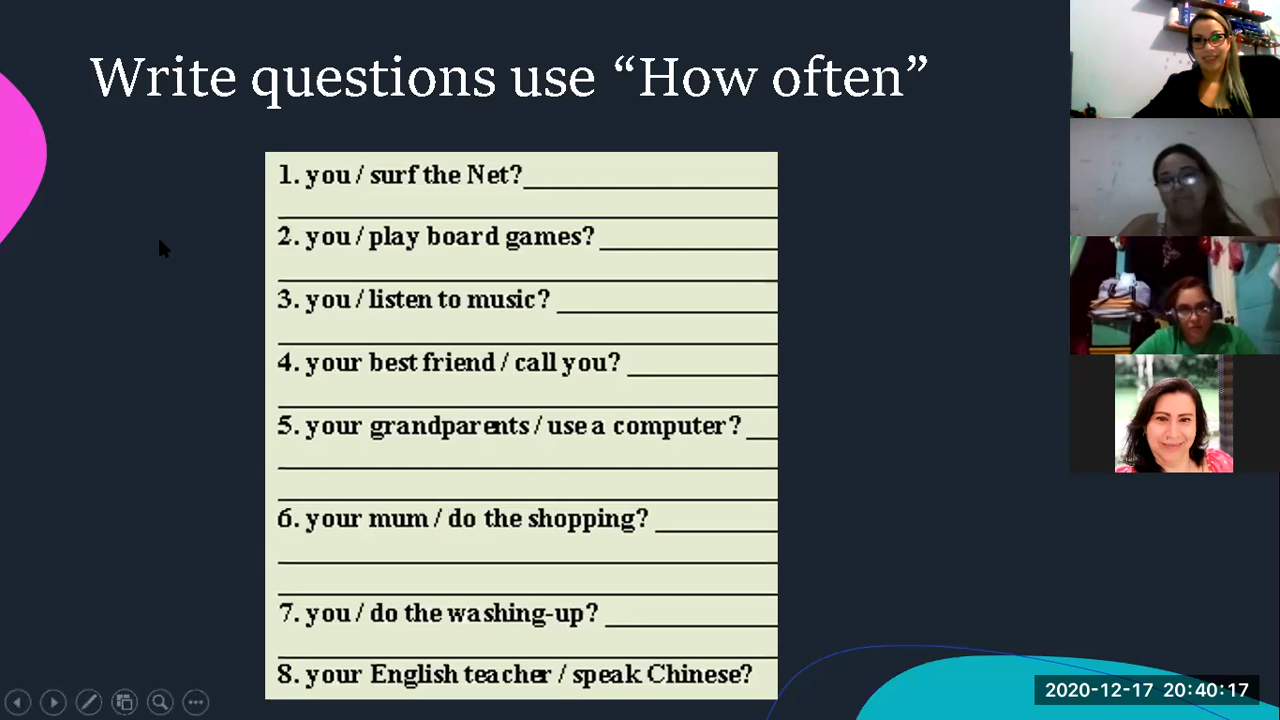 Write questions use “How often”
1. you / surf the Net?
2. you / play board games?
3. you / listen to music?
4. your best friend / call you?
5. your grandparents / use a computer?
6. your mum / do the shopping?
7. you / do the washing-up?
8. your English teacher / speak Chinese?
2020-12-17 20:40:17